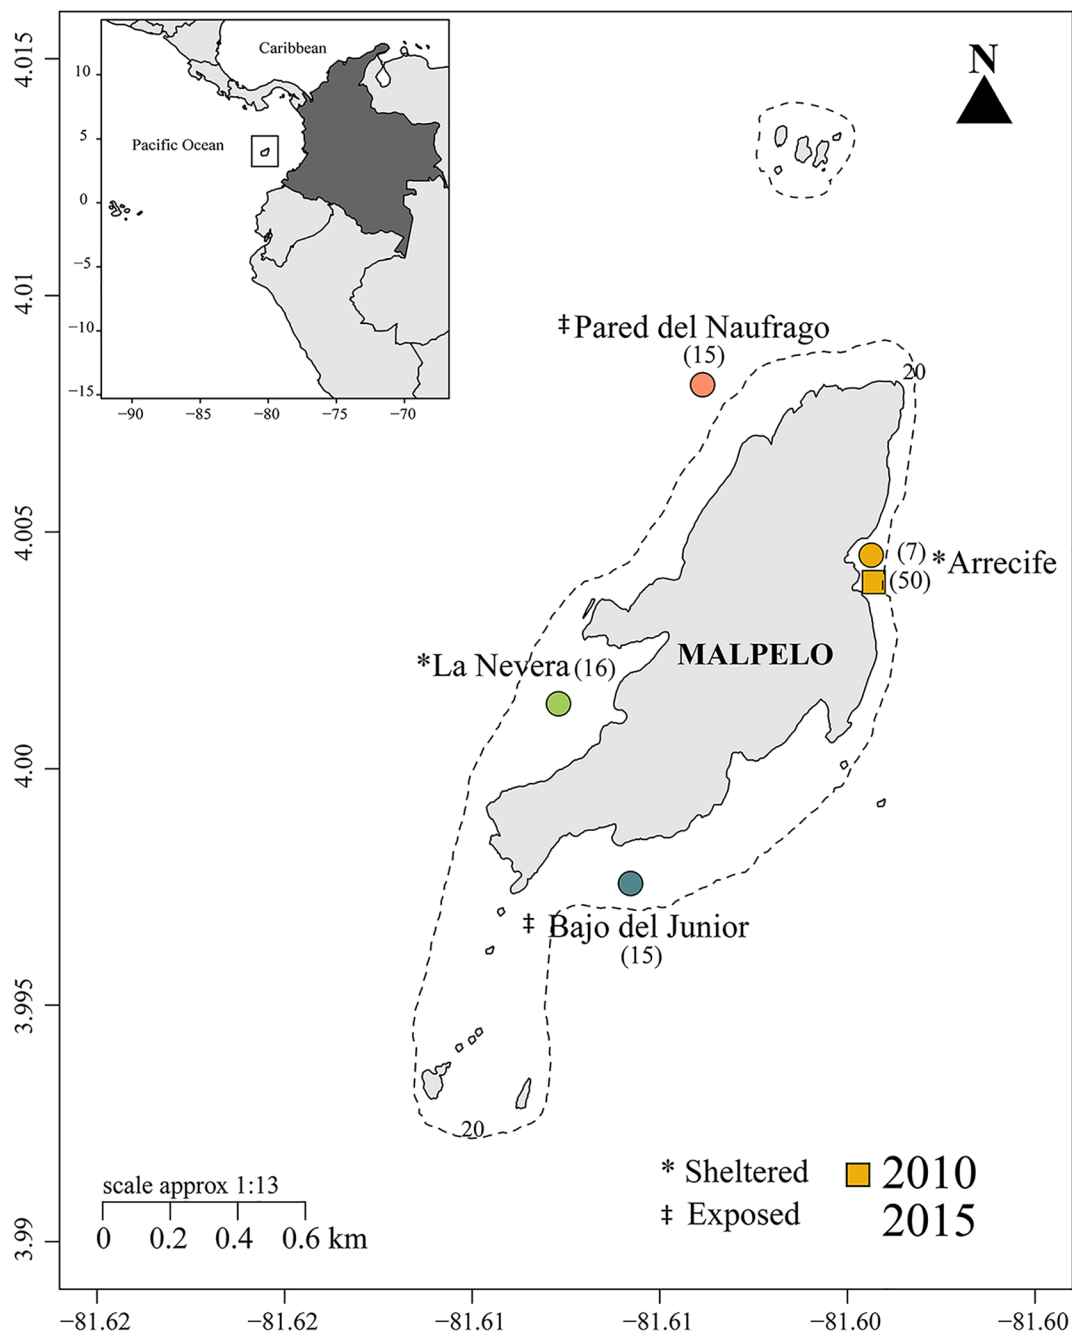 4.015
4.01
4.005
4.00
3.995
3.99
10
5
0
−5
−10
−15
−90
−85
−80
−75
−70
Caribbean
Pacific Ocean
N
‡Pared del Naufrago
(15)
20
(7)
*Arrecife
(50)
MALPELO
*La Nevera (16)
‡ Bajo del Junior
(15)
20
scale approx 1:13
0 0.2 0.4 0.6 km
* Sheltered
‡ Exposed
2010
2015
−81.62
−81.62
−81.61
−81.61
−81.60
−81.60